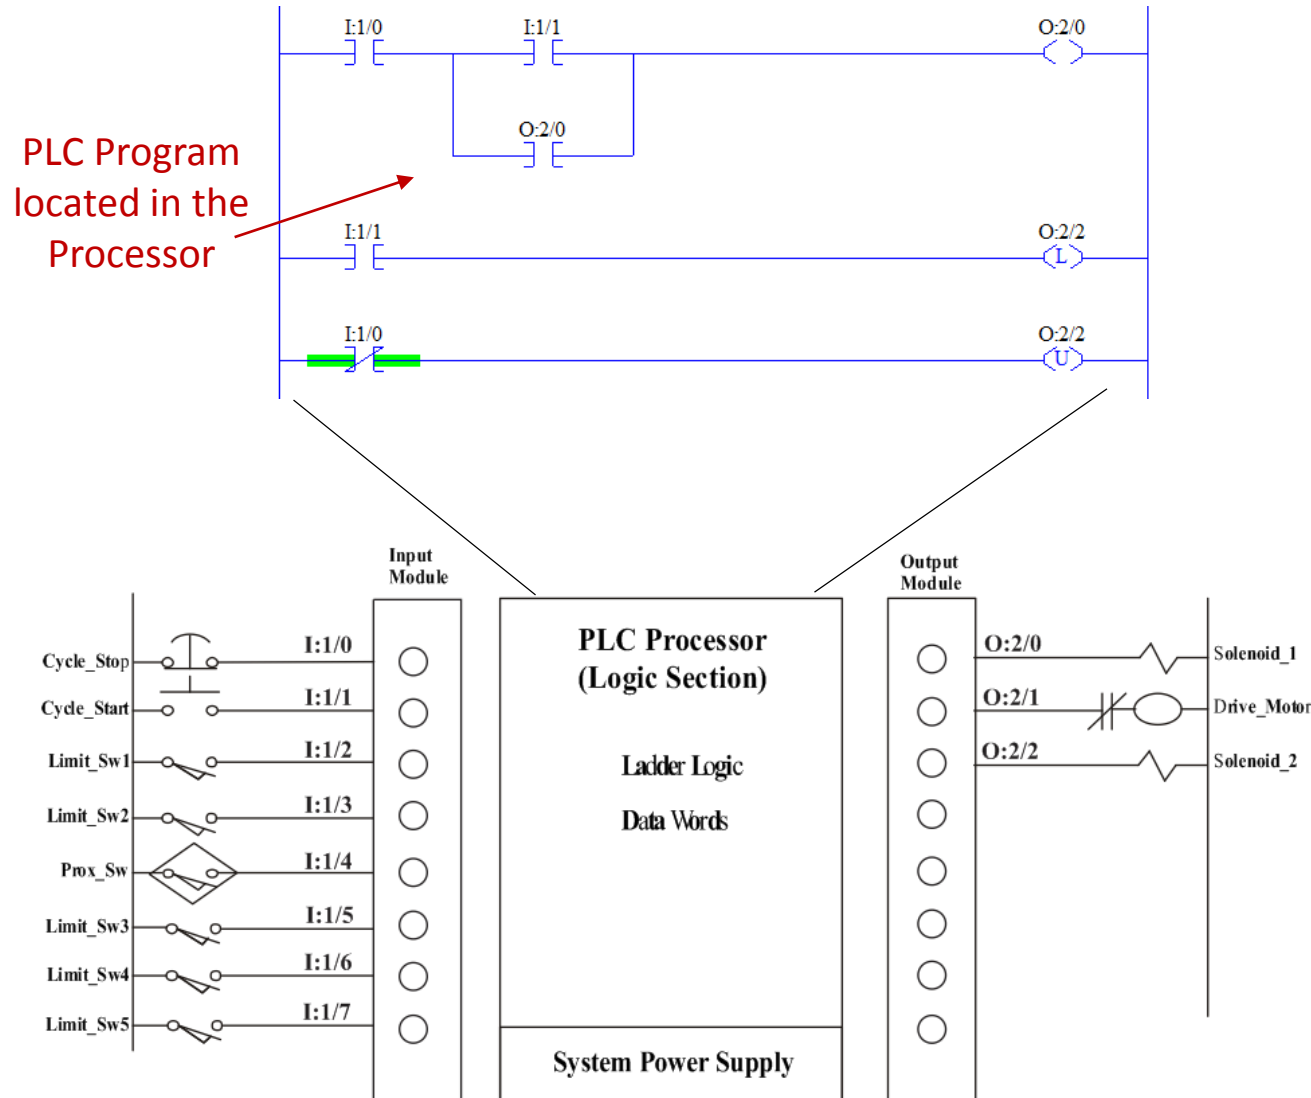 I:1/0
I:1/1
O:2/0
O:2/0
PLC Program
located in the
Processor
I:1/1
O:2/2
L
I:1/0
O:2/2
U
Input
Module
Output
Module
PLC Processor
(Logic Section)
Ladder Logic
Data Words
System Power Supply
Cycle_Stop
I:1/0
Cycle_Start
I:1/1
Limit_Sw1
I:1/2
Limit_Sw2
I:1/3
Prox_Sw
I:1/4
Limit_Sw3
I:1/5
Limit_Sw4
I:1/6
Limit_Sw5
I:1/7
O:2/0
Solenoid_1
O:2/1
Drive_Motor
O:2/2
Solenoid_2